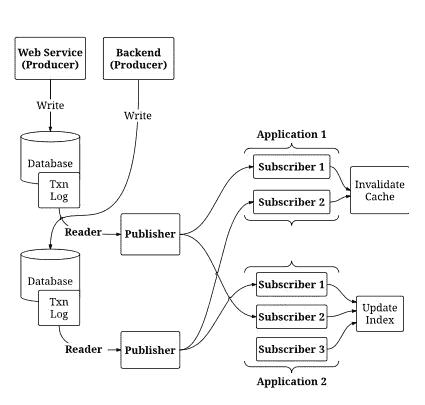 Web Service
(Producer)
Backend
(Producer)
Write
Write
Database
Txn
Log
Reader
Publisher
Database
Txn
Log
Reader
Publisher
Application 1
Subscriber 1
Subscriber 2
Invalidate
Cache
Subscriber 1
Subscriber 2
Subscriber 3
Update
Index
Application 2